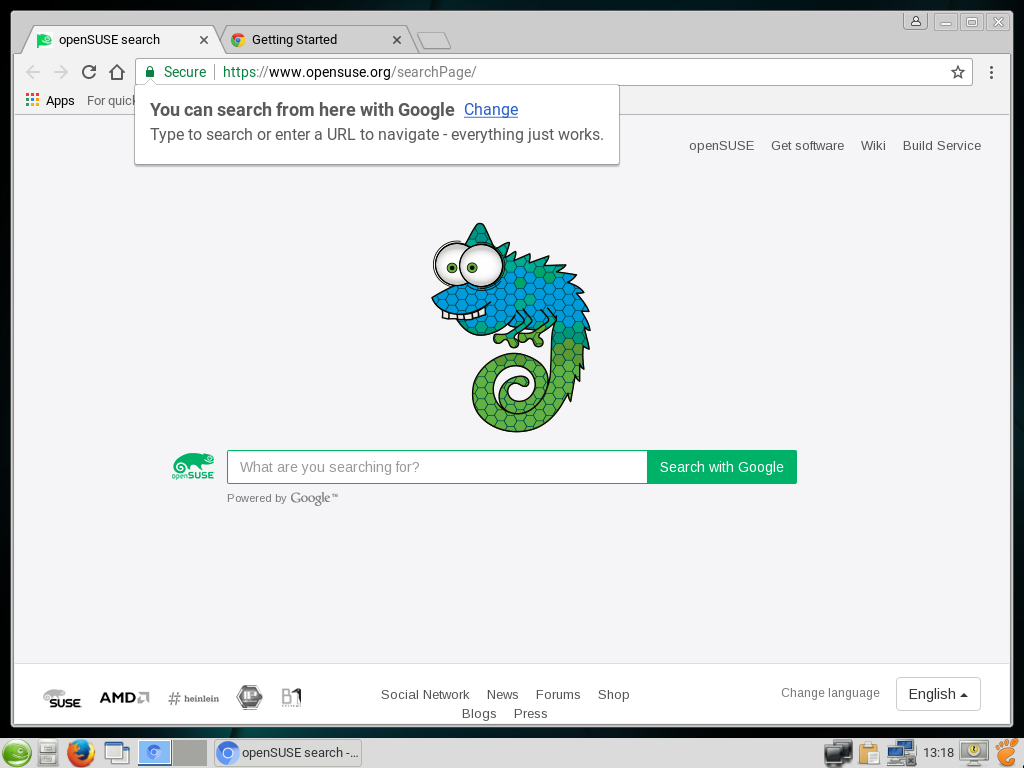 openSUSE search
Getting Started
Secure
https://www.opensuse.org/searchPage/
Apps
For quick
You can search from here with Google Change
Type to search or enter a URL to navigate - everything just works.
openSUSE Get software Wiki Build Service
openSUSE
What are you searching for?
Search with Google
Powered by Google™
SUSE
AMD
# heinlein
B1
Social Network News Forums Shop
Blogs Press
Change language
English
openSUSE search -...
13:18